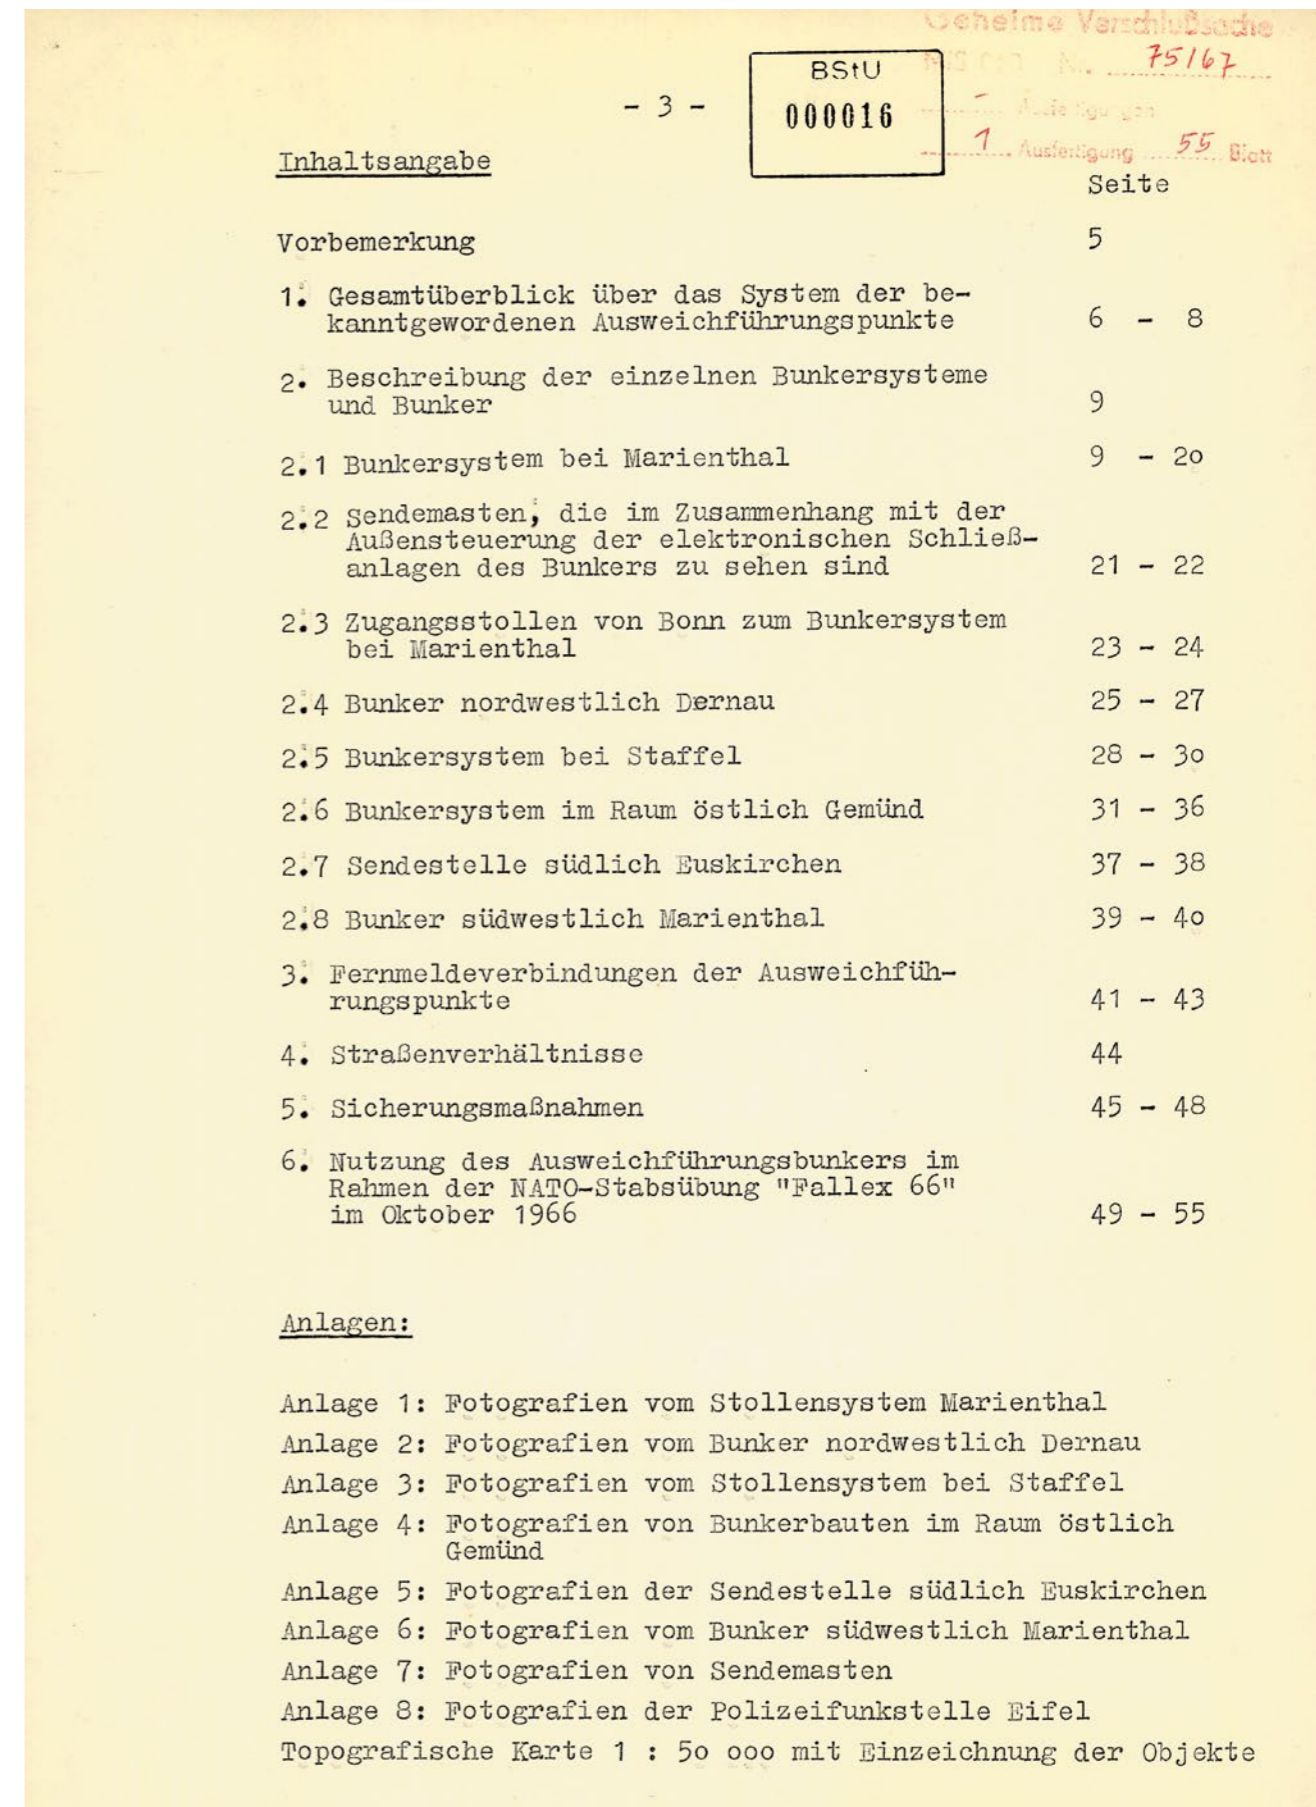 Geheime Verschlußsache
Nr. 75/67
BStU
000016
- 3 -
- Ausfertigungen
1 Ausfertigung 55 Blatt
Inhaltsangabe
Seite
Vorbemerkung 5
1. Gesamtüberblick über das System der be-
kanntgewordenen Ausweichführungspunkte 6 - 8
2. Beschreibung der einzelnen Bunkersysteme
und Bunker 9
2.1 Bunkersystem bei Marienthal 9 - 2o
2.2 Sendemasten, die im Zusammenhang mit der
Außensteuerung der elektronischen Schließ-
anlagen des Bunkers zu sehen sind 21 - 22
2.3 Zugangsstollen von Bonn zum Bunkersystem
bei Marienthal 23 - 24
2.4 Bunker nordwestlich Dernau 25 - 27
2.5 Bunkersystem bei Staffel 28 - 3o
2.6 Bunkersystem im Raum östlich Gemünd 31 - 36
2.7 Sendestelle südlich Euskirchen 37 - 38
2.8 Bunker südwestlich Marienthal 39 - 4o
3. Fernmeldeverbindungen der Ausweichfüh-
rungspunkte 41 - 43
4. Straßenverhältnisse 44
5. Sicherungsmaßnahmen 45 - 48
6. Nutzung des Ausweichführungsbunkers im
Rahmen der NATO-Stabsübung "Fallex 66"
im Oktober 1966 49 - 55
Anlagen:
Anlage 1: Fotografien vom Stollensystem Marienthal
Anlage 2: Fotografien vom Bunker nordwestlich Dernau
Anlage 3: Fotografien vom Stollensystem bei Staffel
Anlage 4: Fotografien von Bunkerbauten im Raum östlich
Gemünd
Anlage 5: Fotografien der Sendestelle südlich Euskirchen
Anlage 6: Fotografien vom Bunker südwestlich Marienthal
Anlage 7: Fotografien von Sendemasten
Anlage 8: Fotografien der Polizeifunkstelle Eifel
Topografische Karte 1 : 5o ooo mit Einzeichnung der Objekte